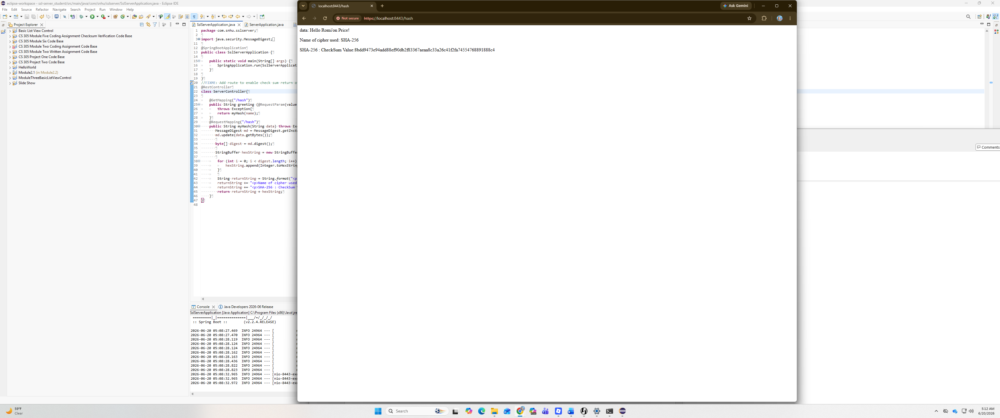 eclipse-workspace - ssl-server_student/src/main/java/com/snhu/sslserver/SslServerApplication.java - Eclipse IDE
File Edit Source Refactor Navigate Search Project Run Window Help
Project Explorer
Basic List View Control
CS 305 Module Five Coding Assignment Checksum Verification Code Base
CS 305 Module Six Code Base
CS 305 Module Two Coding Assignment Code Base
CS 305 Module Two Written Assignment Code Base
CS 305 Project One Code Base
CS 305 Project Two Code Base
HelloWorld
Module2.1 (in Module2.2)
ModuleThreeBasicListViewControl
Slide Show
SslServerApplication.java ServerApplication.java
1 package com.snhu.sslserver;
2
3 import java.security.MessageDigest;
11
12 @SpringBootApplication
13 public class SslServerApplication {
14
15 public static void main(String[] args) {
16 SpringApplication.run(SslServerApplicat
17 }
18
19 }
20 //FIXME: Add route to enable check sum return o
21 @RestController
22 class ServerController{
23
24 @GetMapping("/hash")
25 public String greeting (@RequestParam(value
26 throws Exception{
27 return myHash(name);
28 }
29 @RequestMapping("/hash")
30 public String myHash(String data) throws Ex
31 MessageDigest md = MessageDigest.getInst
32 md.update(data.getBytes());
33
34 byte[] digest = md.digest();
35
36 StringBuffer hexString = new StringBuffe
37
38 for (int i = 0; i < digest.length; i++)
39 hexString.append(Integer.toHexStrin
40 }
41
42 String returnString = String.format("<p
43 returnString += "<p>Name of cipher used
44 returnString += "<p>SHA-256 : CheckSum
45 return returnString + hexString;
46 }
47 }
48
Console Java Developers 2026-06 Release
SslServerApplication [Java Application] C:\Program Files (x86)\Java\jre
=========|_|==============|___/=/_/_/_/
:: Spring Boot :: (v2.2.4.RELEASE)
2026-06-20 05:08:27.469 INFO 24964 --- [
2026-06-20 05:08:27.470 INFO 24964 --- [
2026-06-20 05:08:28.119 INFO 24964 --- [
2026-06-20 05:08:28.124 INFO 24964 --- [
2026-06-20 05:08:28.124 INFO 24964 --- [
2026-06-20 05:08:28.162 INFO 24964 --- [
2026-06-20 05:08:28.163 INFO 24964 --- [
2026-06-20 05:08:28.436 INFO 24964 --- [
2026-06-20 05:08:28.822 INFO 24964 --- [
2026-06-20 05:08:28.823 INFO 24964 --- [
2026-06-20 05:08:32.965 INFO 24964 --- [nio-8443-exe
2026-06-20 05:08:32.965 INFO 24964 --- [nio-8443-exe
2026-06-20 05:08:32.972 INFO 24964 --- [nio-8443-exe
localhost:8443/hash
Ask Gemini
Not secure https://localhost:8443/hash
data: Hello Romi'on Price!
Name of cipher used: SHA-256
SHA-256 : CheckSum Value:8bdd9473e94add88ef90db2f83367aeaa8c33a26c41f2fa74554768891888c4
Comments
59°F
Clear
Search
5:12 AM
6/20/2026